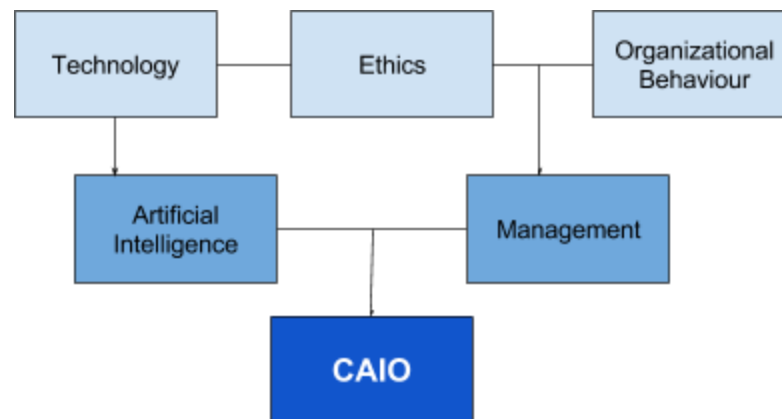 Technology
Ethics
Organizational
Behaviour
Artificial
Intelligence
Management
CAIO